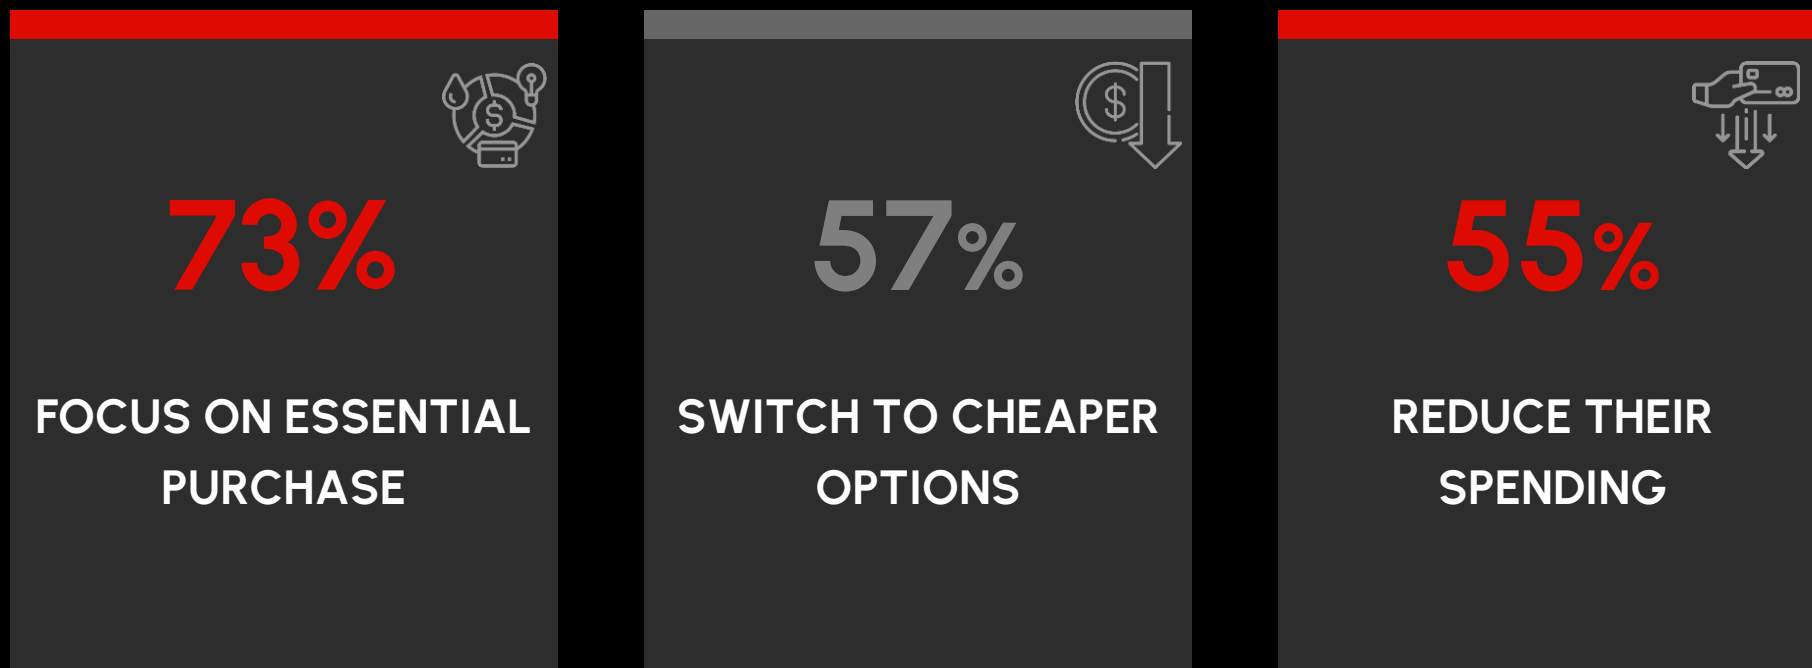 73%
FOCUS ON ESSENTIAL
PURCHASE
57%
SWITCH TO CHEAPER
OPTIONS
55%
REDUCE THEIR
SPENDING